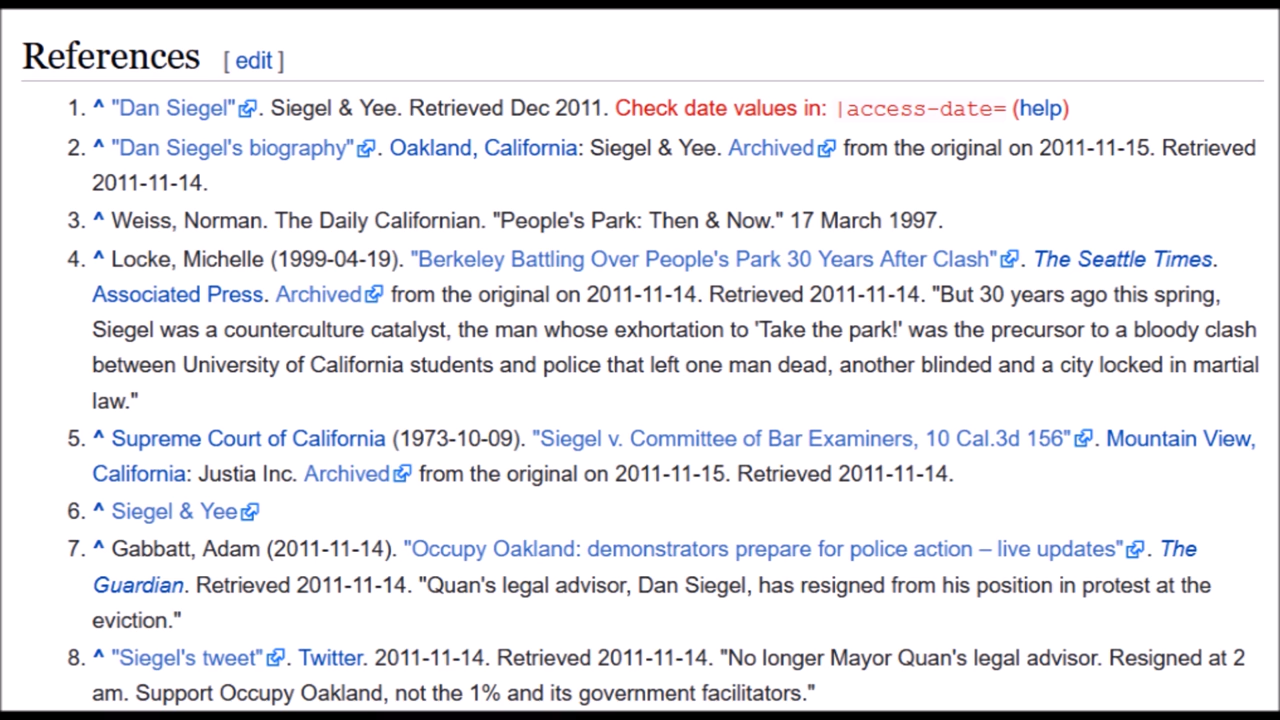 References [ edit ]
1. ^ "Dan Siegel". Siegel & Yee. Retrieved Dec 2011. Check date values in: |access-date= (help)
2. ^ "Dan Siegel's biography". Oakland, California: Siegel & Yee. Archived from the original on 2011-11-15. Retrieved
2011-11-14.
3. ^ Weiss, Norman. The Daily Californian. "People's Park: Then & Now." 17 March 1997.
4. ^ Locke, Michelle (1999-04-19). "Berkeley Battling Over People's Park 30 Years After Clash". The Seattle Times.
Associated Press. Archived from the original on 2011-11-14. Retrieved 2011-11-14. "But 30 years ago this spring,
Siegel was a counterculture catalyst, the man whose exhortation to 'Take the park!' was the precursor to a bloody clash
between University of California students and police that left one man dead, another blinded and a city locked in martial
law."
5. ^ Supreme Court of California (1973-10-09). "Siegel v. Committee of Bar Examiners, 10 Cal.3d 156". Mountain View,
California: Justia Inc. Archived from the original on 2011-11-15. Retrieved 2011-11-14.
6. ^ Siegel & Yee
7. ^ Gabbatt, Adam (2011-11-14). "Occupy Oakland: demonstrators prepare for police action – live updates". The
Guardian. Retrieved 2011-11-14. "Quan's legal advisor, Dan Siegel, has resigned from his position in protest at the
eviction."
8. ^ "Siegel's tweet". Twitter. 2011-11-14. Retrieved 2011-11-14. "No longer Mayor Quan's legal advisor. Resigned at 2
am. Support Occupy Oakland, not the 1% and its government facilitators."